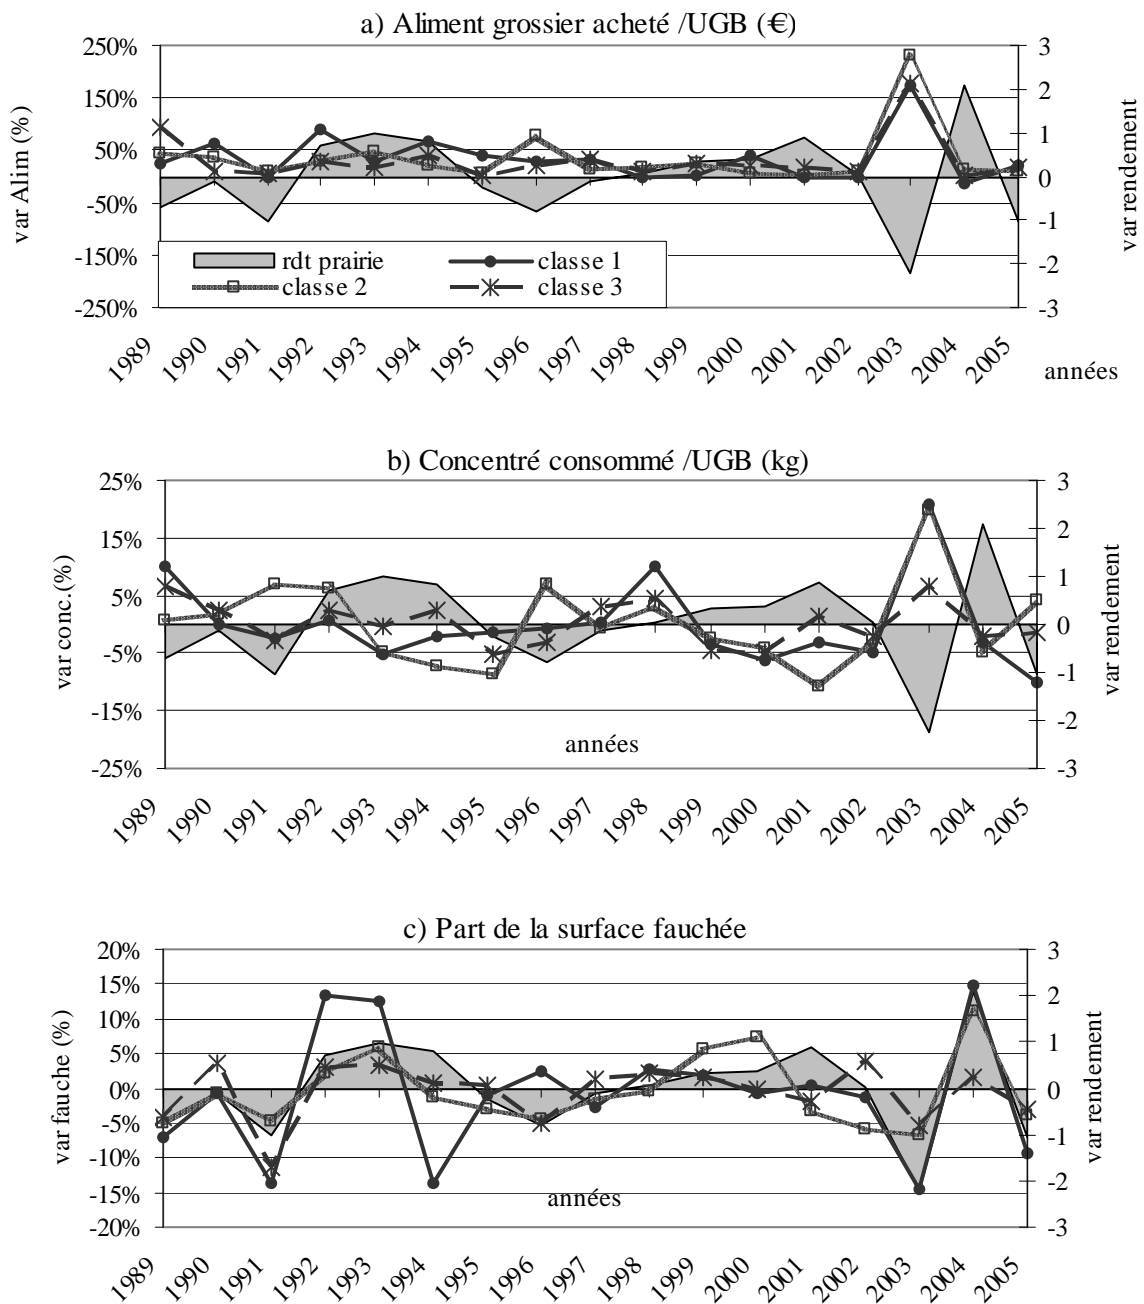 a) Aliment grossier acheté /UGB (€)
250%
150%
50%
-50%
-150%
-250%
var Alim (%)
3
2
1
0
-1
-2
-3
var rendement
rdt prairie
classe 1
classe 2
classe 3
1989 1990 1991 1992 1993 1994 1995 1996 1997 1998 1999 2000 2001 2002 2003 2004 2005
années
b) Concentré consommé /UGB (kg)
25%
15%
5%
-5%
-15%
-25%
var conc.(%)
3
2
1
0
-1
-2
-3
var rendement
années
1989 1990 1991 1992 1993 1994 1995 1996 1997 1998 1999 2000 2001 2002 2003 2004 2005
c) Part de la surface fauchée
20%
15%
10%
5%
0%
-5%
-10%
-15%
-20%
var fauche (%)
3
2
1
0
-1
-2
-3
var rendement
années
1989 1990 1991 1992 1993 1994 1995 1996 1997 1998 1999 2000 2001 2002 2003 2004 2005